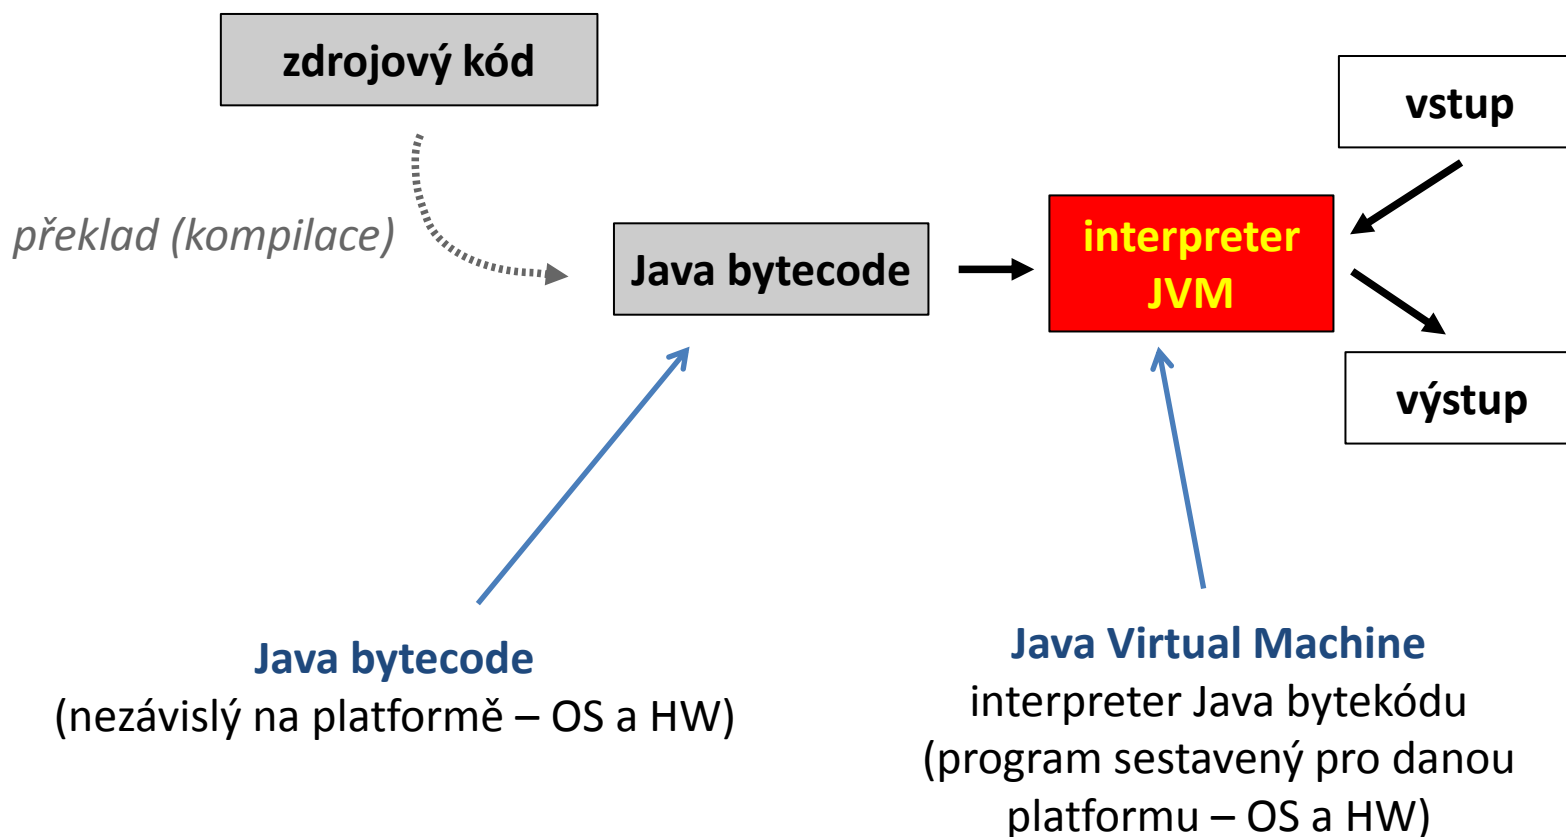 zdrojový kód
vstup
překlad (kompilace)
Java bytecode
interpreter
JVM
výstup
Java bytecode
(nezávislý na platformě – OS a HW)
Java Virtual Machine
interpreter Java bytekódu
(program sestavený pro danou
platformu – OS a HW)